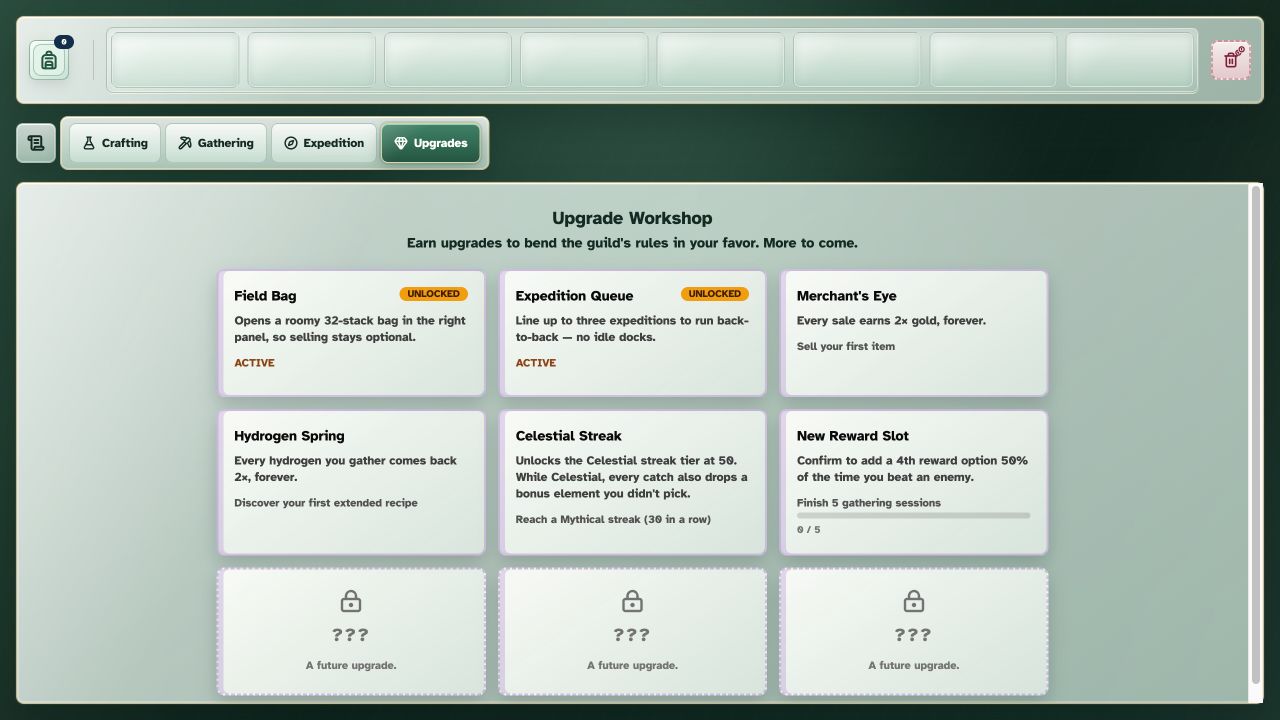 0
0
Crafting
Gathering
Expedition
Upgrades
Upgrade Workshop
Earn upgrades to bend the guild's rules in your favor. More to come.
Field Bag
UNLOCKED
Opens a roomy 32-stack bag in the right
panel, so selling stays optional.
ACTIVE
Expedition Queue
UNLOCKED
Line up to three expeditions to run back-
to-back — no idle docks.
ACTIVE
Merchant's Eye
Every sale earns 2× gold, forever.
Sell your first item
Hydrogen Spring
Every hydrogen you gather comes back
2×, forever.
Discover your first extended recipe
Celestial Streak
Unlocks the Celestial streak tier at 50.
While Celestial, every catch also drops a
bonus element you didn't pick.
Reach a Mythical streak (30 in a row)
New Reward Slot
Confirm to add a 4th reward option 50%
of the time you beat an enemy.
Finish 5 gathering sessions
0 / 5
???
A future upgrade.
???
A future upgrade.
???
A future upgrade.